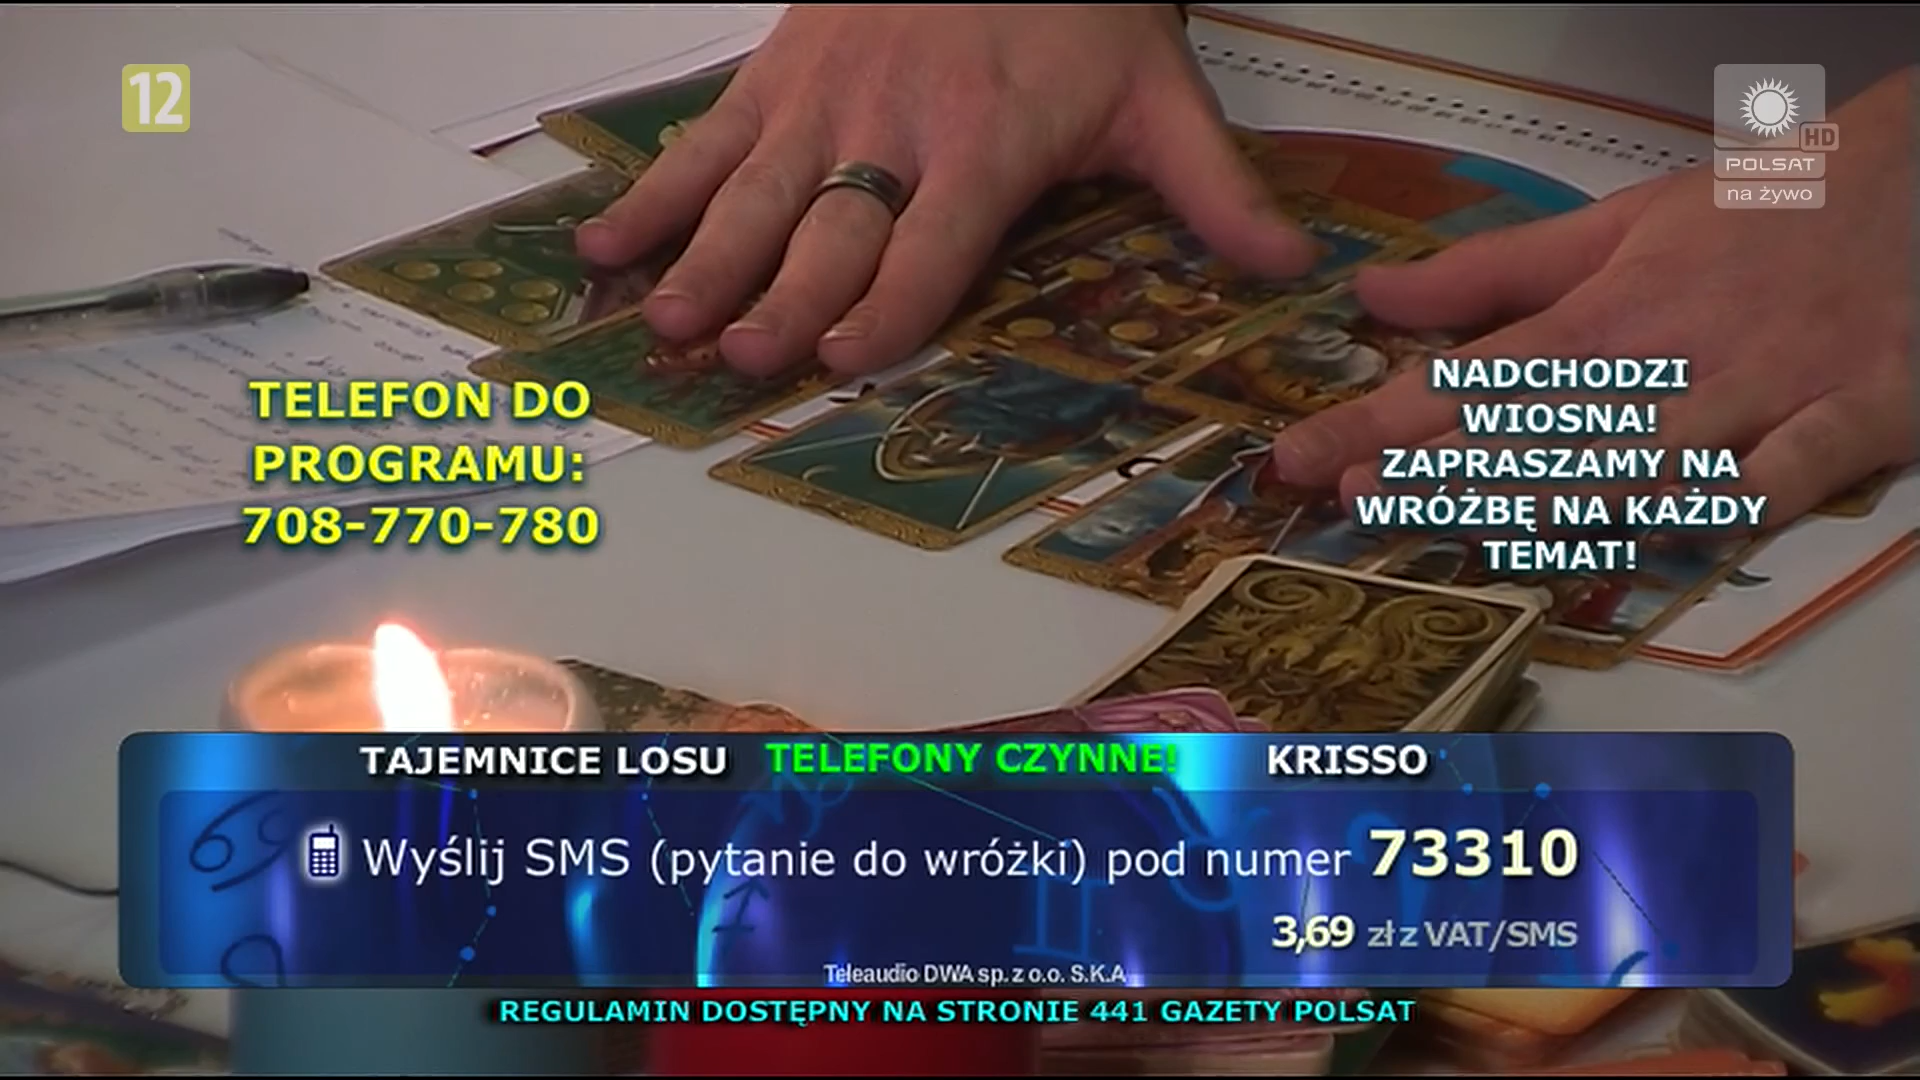 12
HD
POLSAT
na żywo
TELEFON DO
PROGRAMU:
708-770-780
NADCHODZI
WIOSNA!
ZAPRASZAMY NA
WRÓŻBĘ NA KAŻDY
TEMAT!
TAJEMNICE LOSU TELEFONY CZYNNE! KRISSO
Wyślij SMS (pytanie do wróżki) pod numer 73310
3,69 zł z VAT/SMS
Teleaudio DWA sp. z o.o. S.K.A
REGULAMIN DOSTĘPNY NA STRONIE 441 GAZETY POLSAT